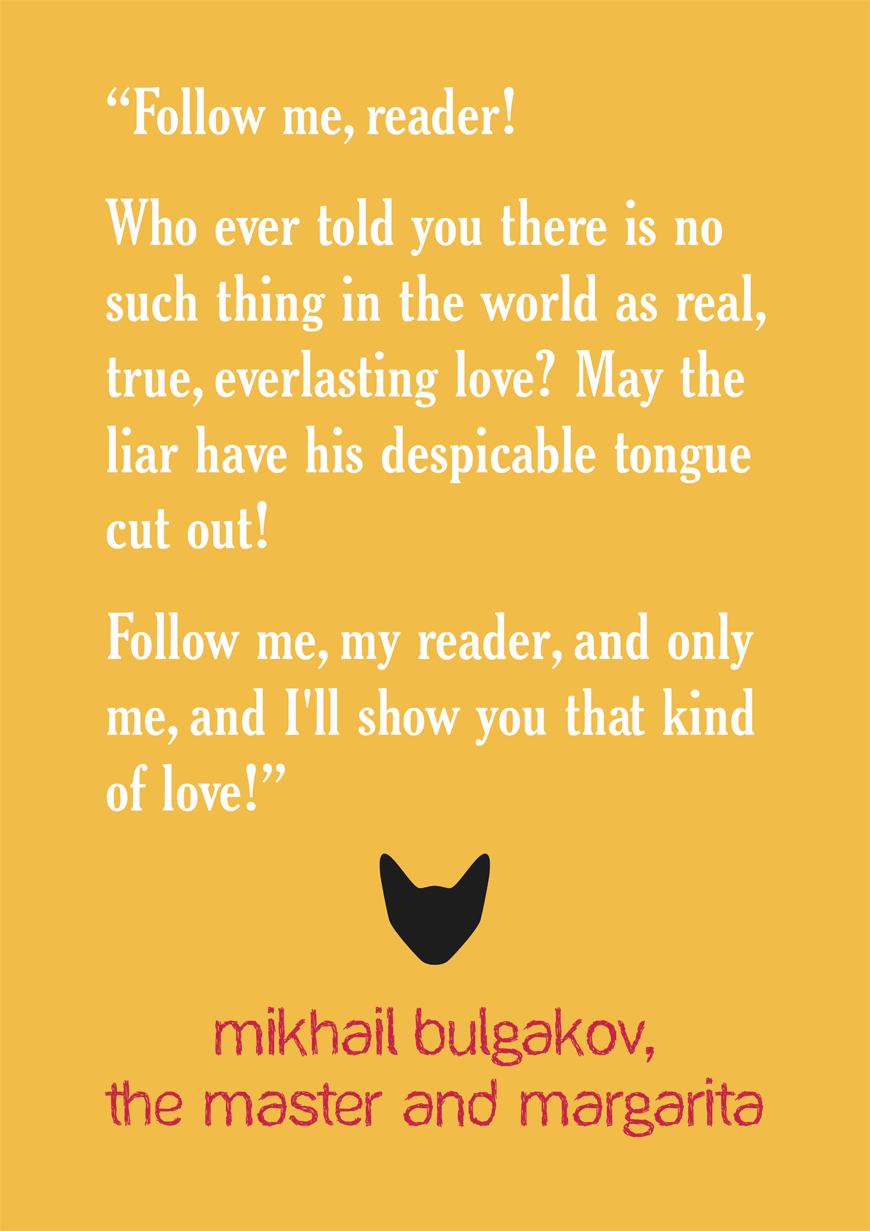 “Follow me, reader!
Who ever told you there is no
such thing in the world as real,
true, everlasting love? May the
liar have his despicable tongue
cut out!
Follow me, my reader, and only
me, and I'll show you that kind
of love!”
mikhail bulgakov,
the master and margarita